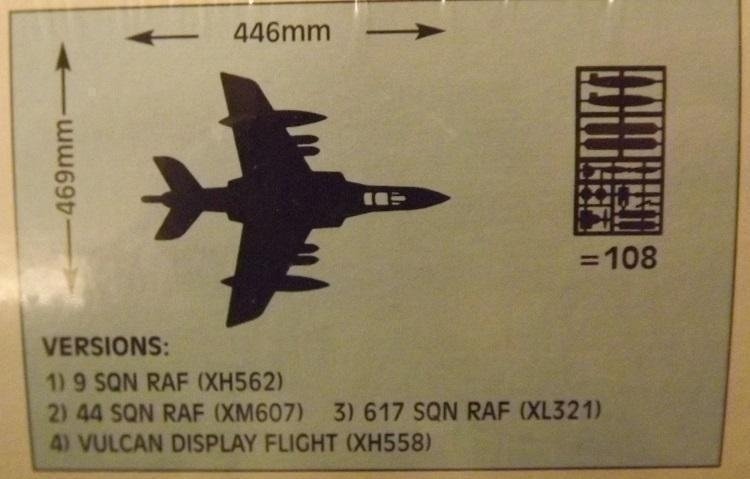 446mm
469mm
=108
VERSIONS:
1) 9 SQN RAF (XH562)
2) 44 SQN RAF (XM607) 3) 617 SQN RAF (XL321)
4) VULCAN DISPLAY FLIGHT (XH558)